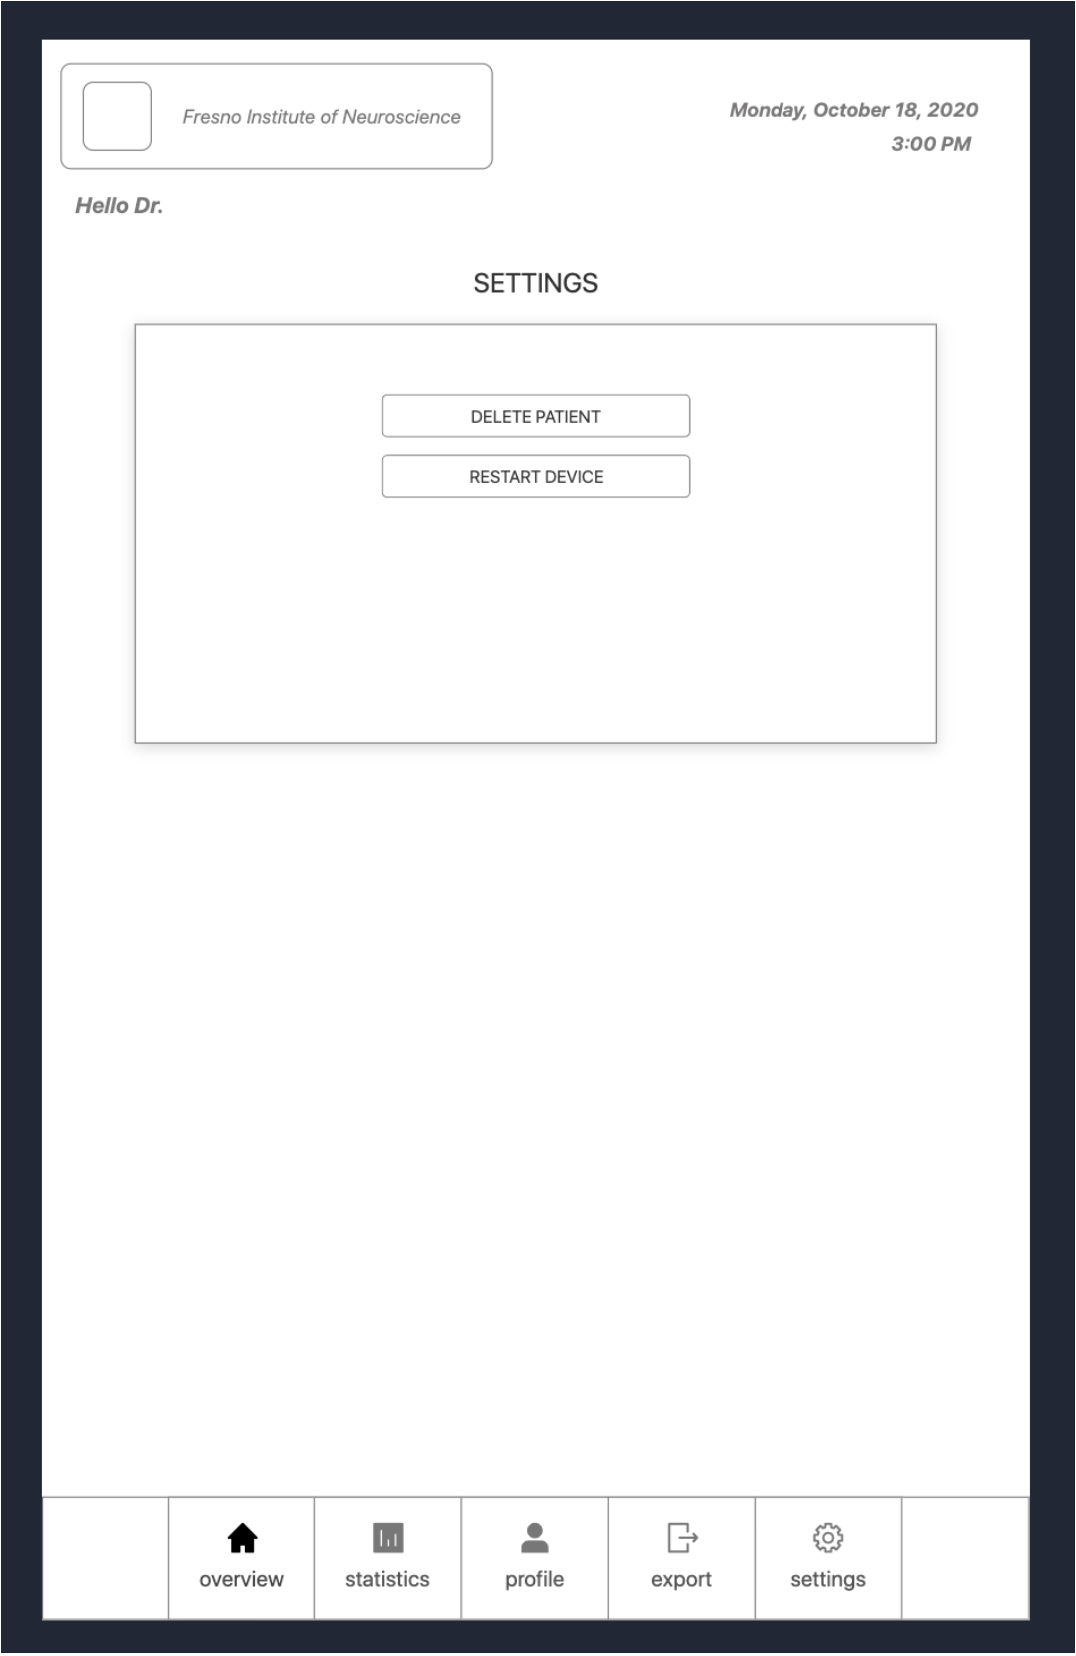 Fresno Institute of Neuroscience
Monday, October 18, 2020
3:00 PM
Hello Dr.
SETTINGS
DELETE PATIENT
RESTART DEVICE
overview
statistics
profile
export
settings